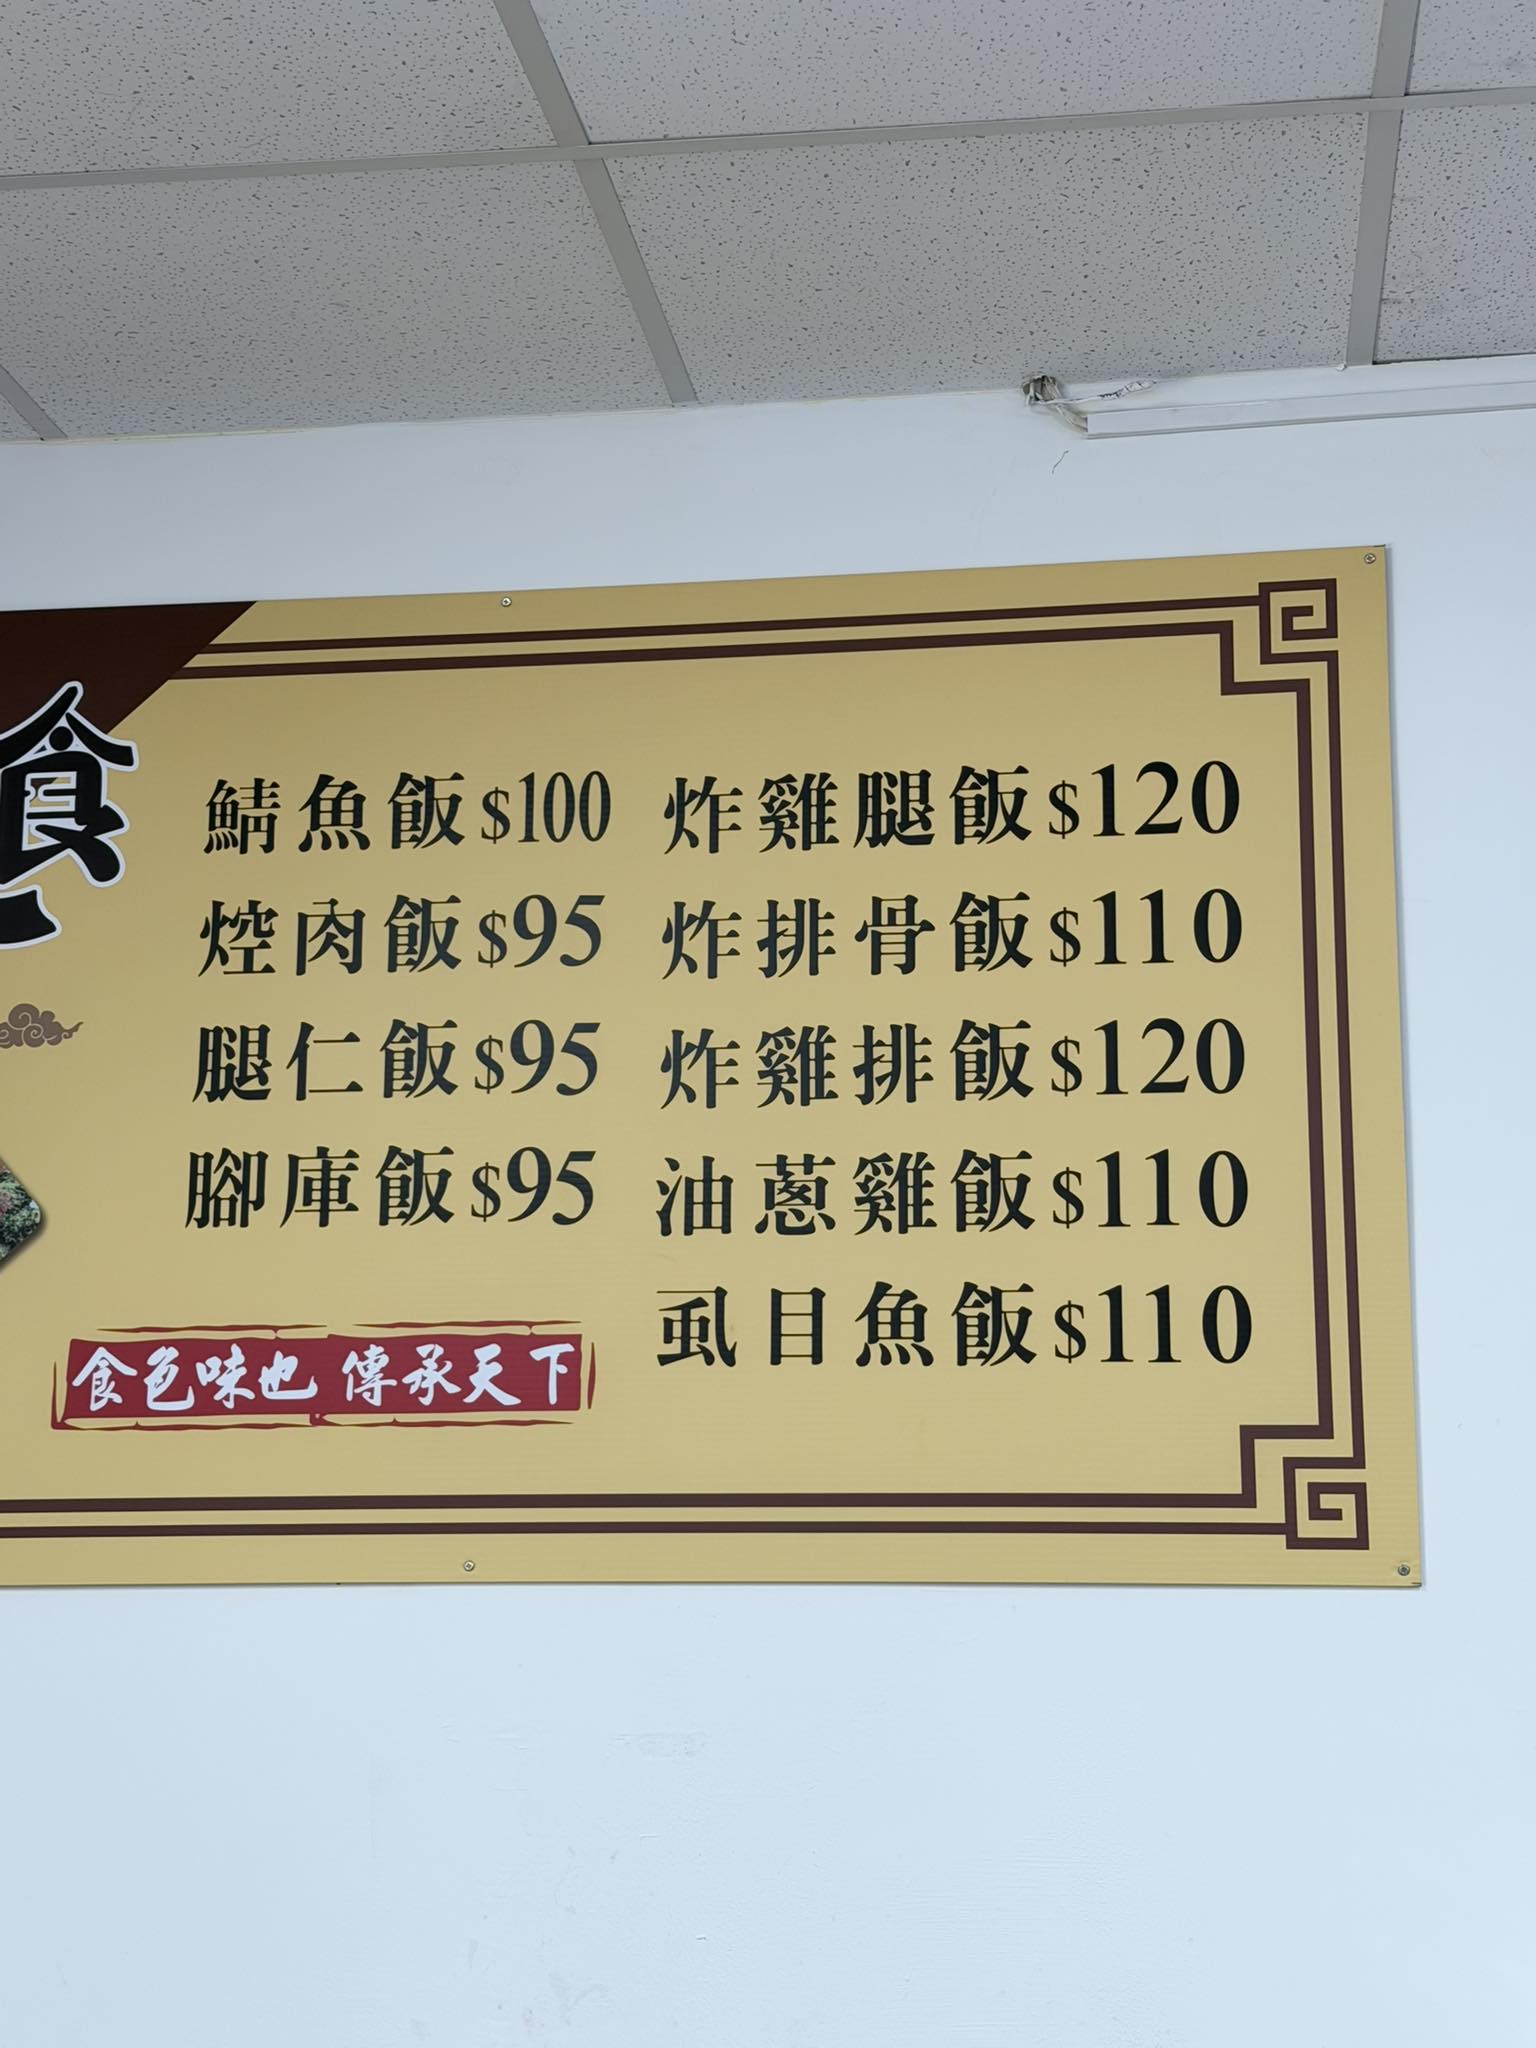 食
鯖魚飯$100
焢肉飯$95
腿仁飯$95
腳庫飯$95
炸雞腿飯$120
炸排骨飯$110
炸雞排飯$120
油蔥雞飯$110
虱目魚飯$110
食色味也 傳承天下